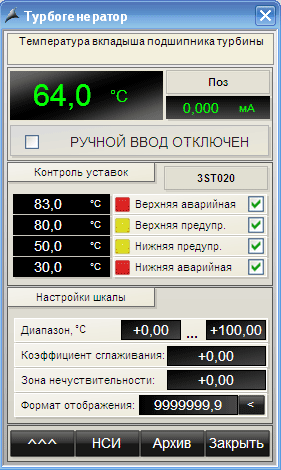 Турбогенератор
Температура вкладыша подшипника турбины
64,0 °C
Поз
0,000 мА
РУЧНОЙ ВВОД ОТКЛЮЧЕН
Контроль уставок
3ST020
83,0 °C Верхняя аварийная
80,0 °C Верхняя предупр.
50,0 °C Нижняя предупр.
30,0 °C Нижняя аварийная
Настройки шкалы
Диапазон,°C +0,00 ... +100,00
Коэффициент сглаживания: +0,00
Зона нечуствительности: +0,00
Формат отображения: 9999999,9 <
^^^ НСИ Архив Закрыть